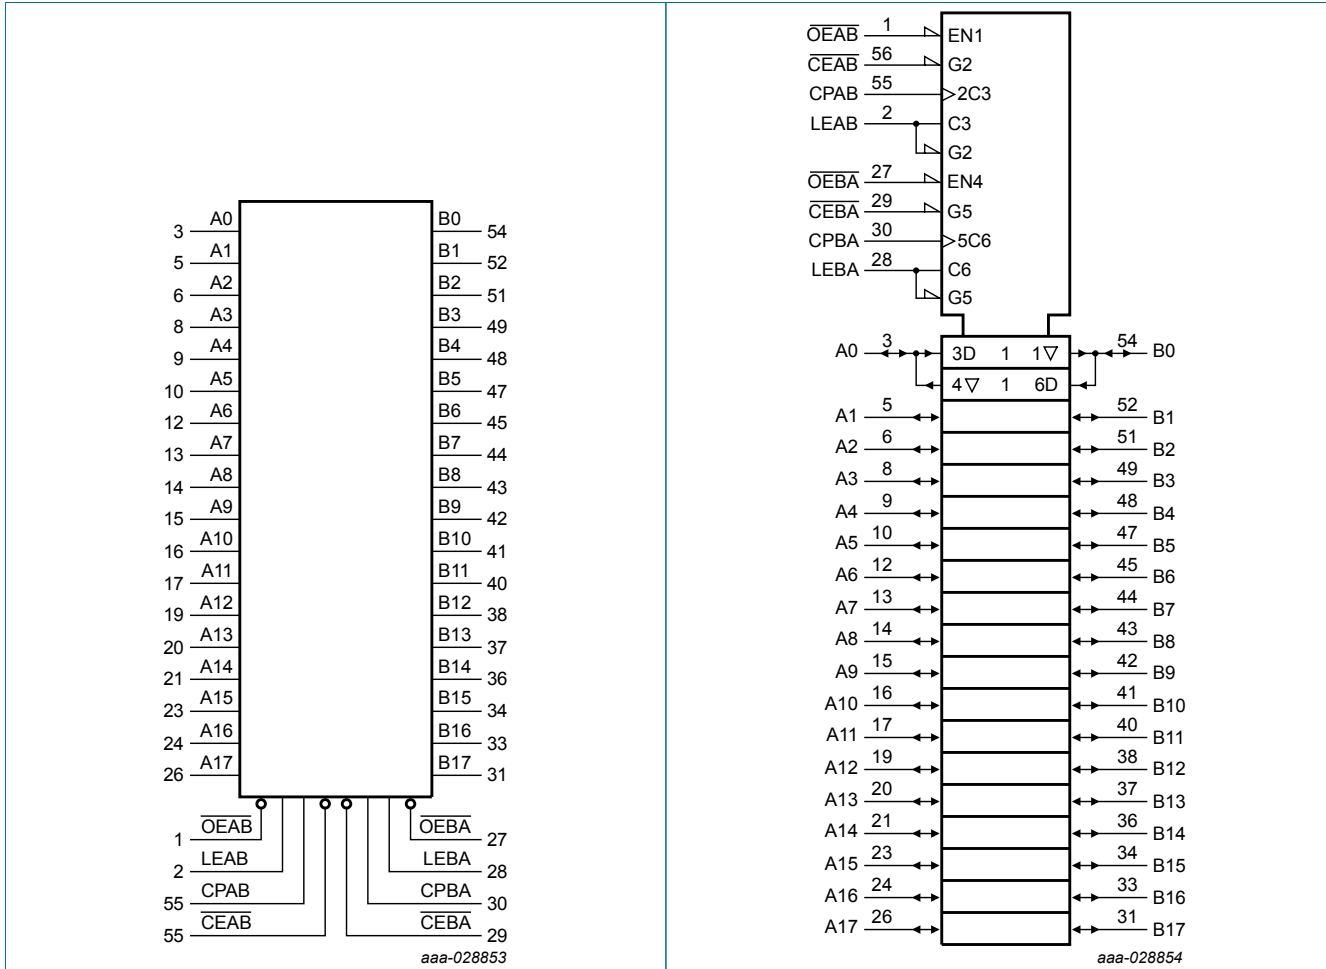 A0 B0
3 54
A1 B1
5 52
A2 B2
6 51
A3 B3
8 49
A4 B4
9 48
A5 B5
10 47
A6 B6
12 45
A7 B7
13 44
A8 B8
14 43
A9 B9
15 42
A10 B10
16 41
A11 B11
17 40
A12 B12
19 38
A13 B13
20 37
A14 B14
21 36
A15 B15
23 34
A16 B16
24 33
A17 B17
26 31
OEAB OEBA
1 27
LEAB LEBA
2 28
CPAB CPBA
55 30
CEAB CEBA
55 29
aaa-028853
OEAB 1 EN1
CEAB 56 G2
CPAB 55 2C3
LEAB 2 C3
G2
OEBA 27 EN4
CEBA 29 G5
CPBA 30 5C6
LEBA 28 C6
G5
A0 3 3D 1 1▽ 54 B0
4▽ 1 6D
A1 5 52 B1
A2 6 51 B2
A3 8 49 B3
A4 9 48 B4
A5 10 47 B5
A6 12 45 B6
A7 13 44 B7
A8 14 43 B8
A9 15 42 B9
A10 16 41 B10
A11 17 40 B11
A12 19 38 B12
A13 20 37 B13
A14 21 36 B14
A15 23 34 B15
A16 24 33 B16
A17 26 31 B17
aaa-028854